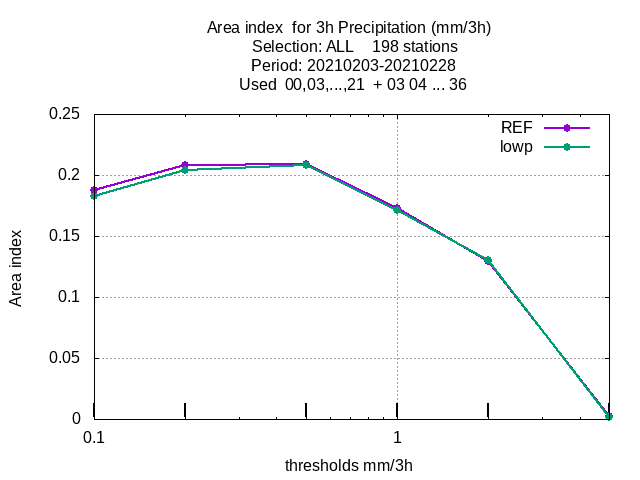 Area index  for 3h Precipitation (mm/3h)
Selection: ALL    198 stations
Period: 20210203-20210228
Used  00,03,...,21  + 03 04 ... 36
REF
lowp
0.25
0.2
0.15
0.1
0.05
0
Area index
0.1
1
thresholds mm/3h